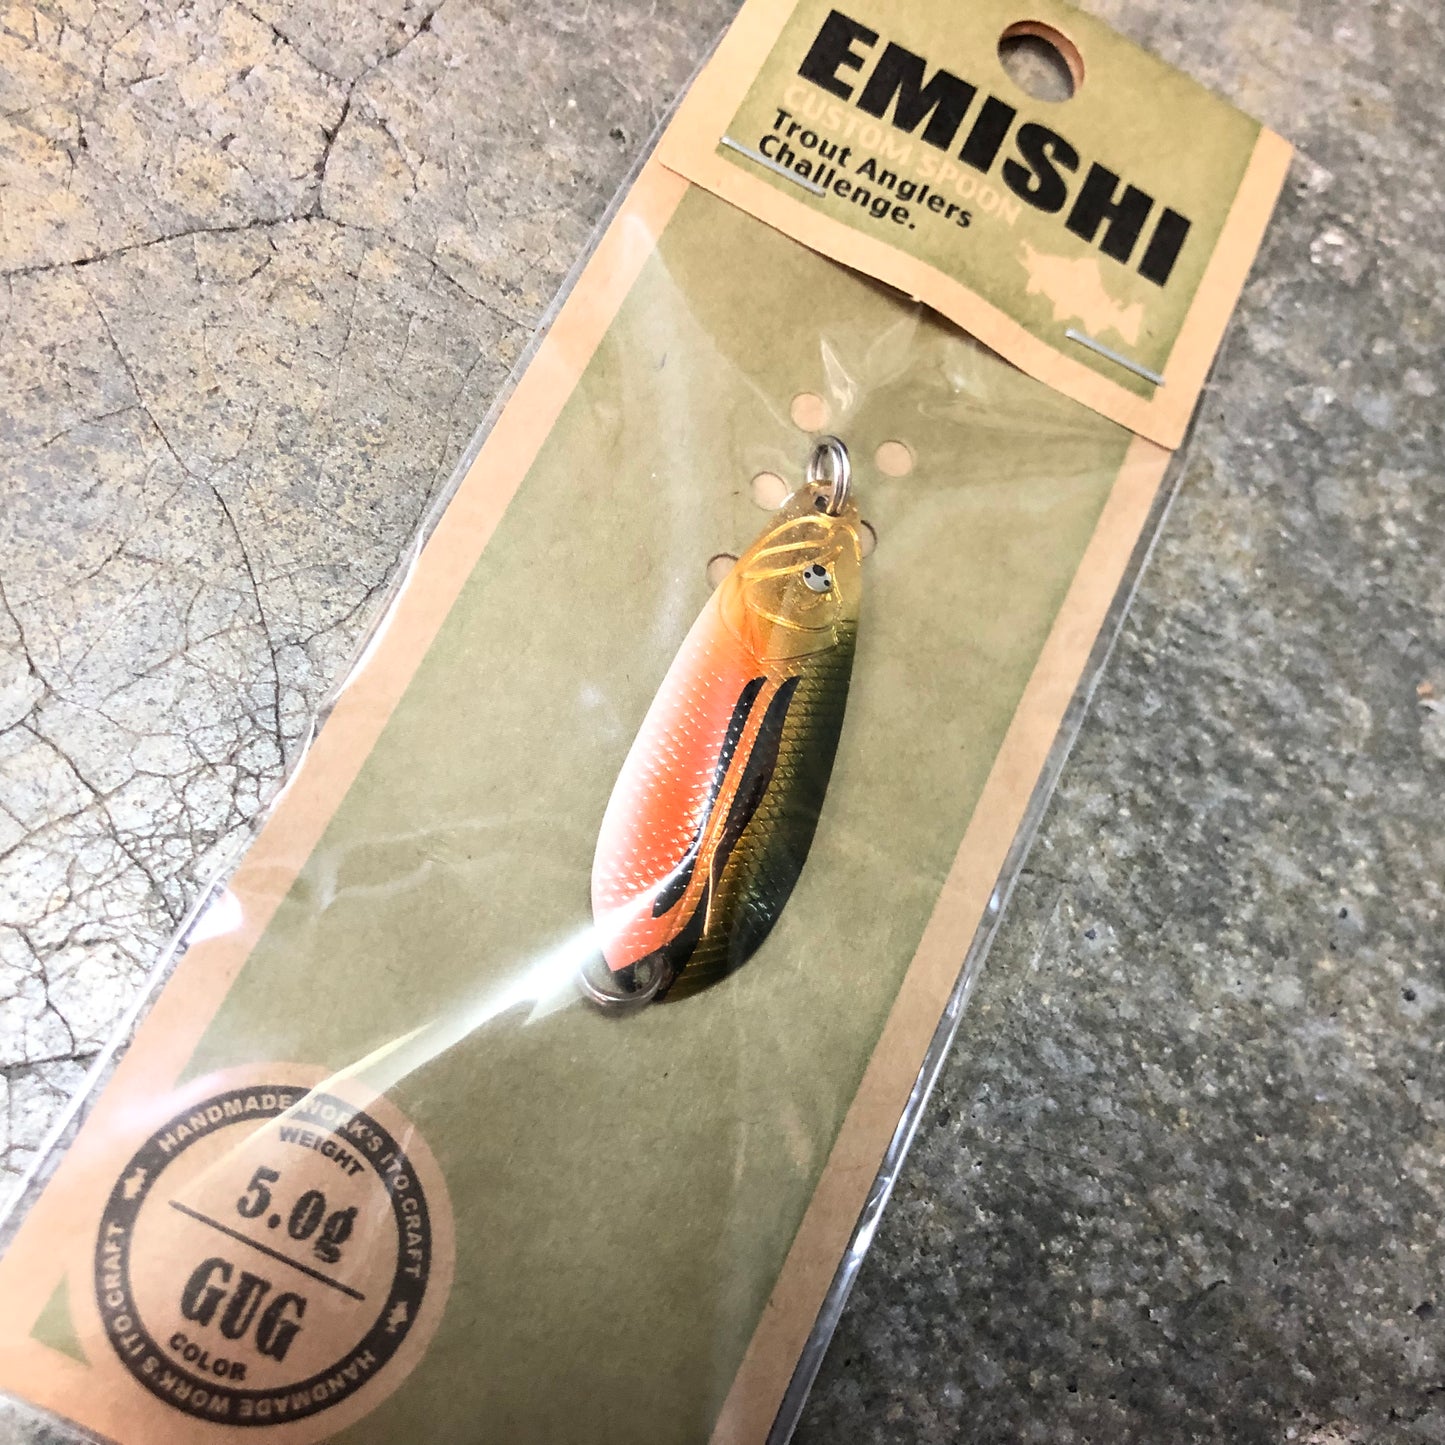 EMISHI
CUSTOM SPOON
Trout Anglers
Challenge.
HANDMADE WORK'S ITO.CRAFT
WEIGHT
5.0g
GUG
COLOR
HANDMADE WORK'S ITO.CRAFT